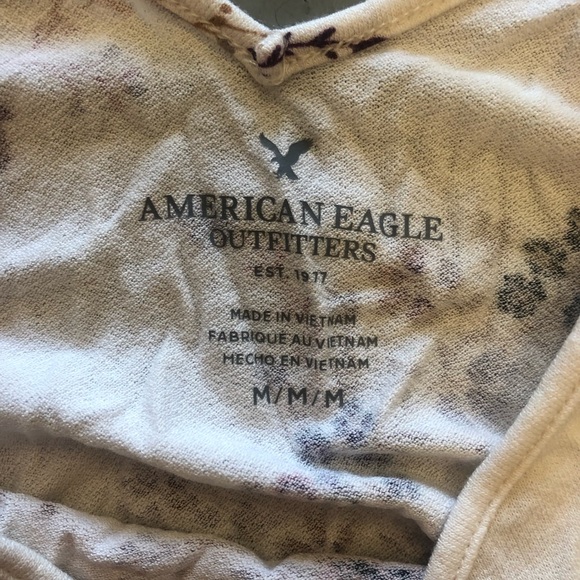 AMERICAN EAGLE
OUTFITTERS
EST. 1977
MADE IN VIETNAM
FABRIQUE AU VIETNAM
HECHO EN VIETNAM
M/M/M